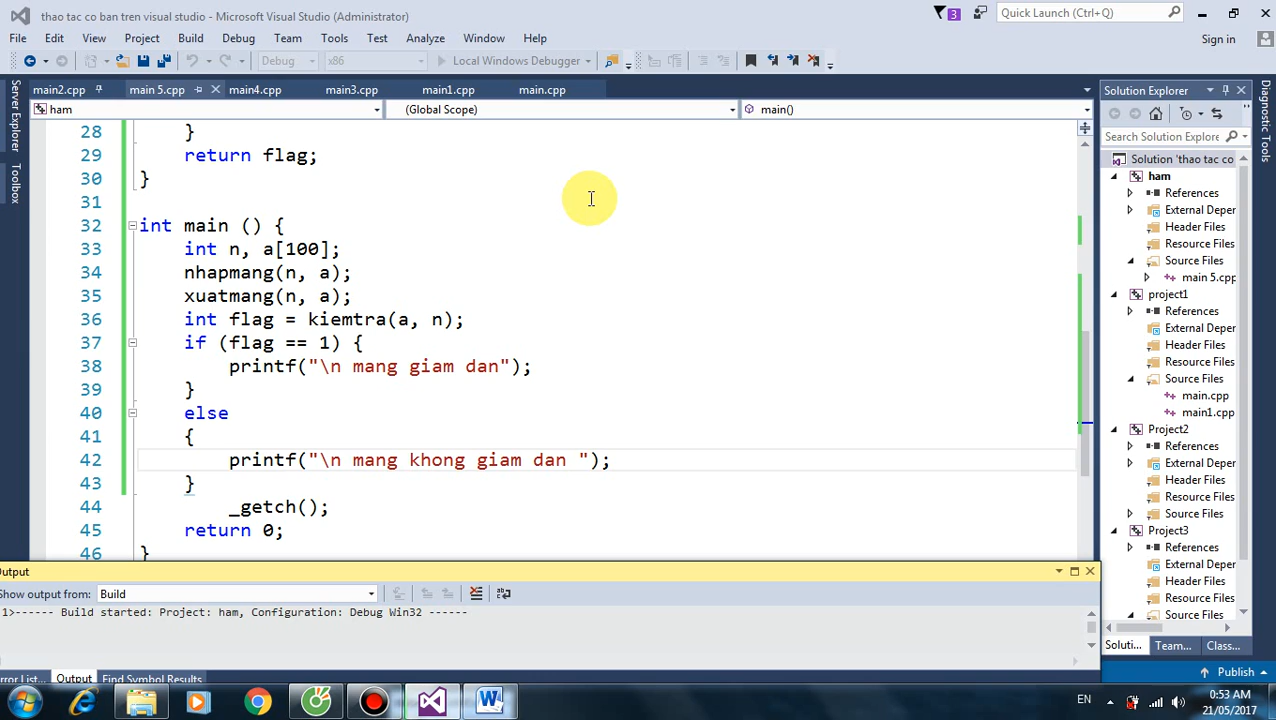 thao tac co ban tren visual studio - Microsoft Visual Studio (Administrator)
3
Quick Launch (Ctrl+Q)
File Edit View Project Build Debug Team Tools Test Analyze Window Help
Sign in
Debug x86 Local Windows Debugger
main2.cpp main 5.cpp main4.cpp main3.cpp main1.cpp main.cpp
ham (Global Scope) main()
Server Explorer
Toolbox
28 }
29 return flag;
30 }
31
32 int main () {
33 int n, a[100];
34 nhapmang(n, a);
35 xuatmang(n, a);
36 int flag = kiemtra(a, n);
37 if (flag == 1) {
38 printf("\n mang giam dan");
39 }
40 else
41 {
42 printf("\n mang khong giam dan ");
43 }
44 _getch();
45 return 0;
46 }
Solution Explorer
Search Solution Explore
Solution 'thao tac co
ham
References
External Deper
Header Files
Resource Files
Source Files
main 5.cpp
project1
References
External Deper
Header Files
Resource Files
Source Files
main.cpp
main1.cpp
Project2
References
External Deper
Header Files
Resource Files
Source Files
Project3
References
External Deper
Header Files
Resource Files
Source Files
Soluti... Team... Class...
Diagnostic Tools
Output
Show output from: Build
1>------ Build started: Project: ham, Configuration: Debug Win32 ------
rror List... Output Find Symbol Results
Publish
EN
0:53 AM
21/05/2017